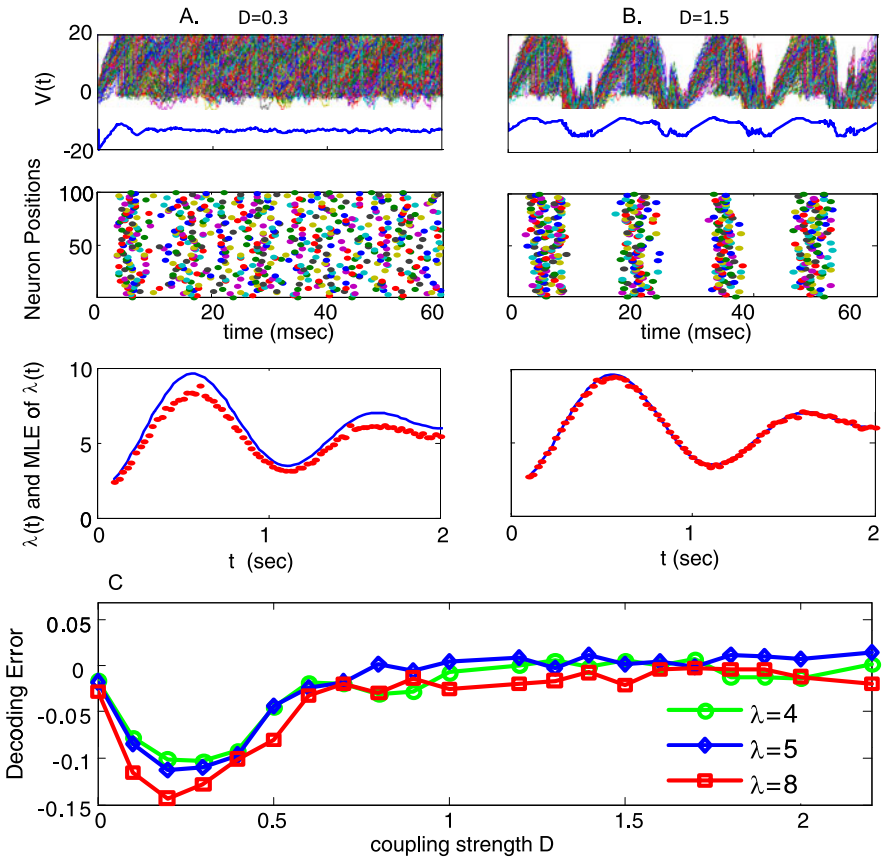 A. D=0.3
B. D=1.5
V(t)
20
0
-20
Neuron Positions
100
50
0 20 40 60
time (msec)
0 20 40 60
time (msec)
λ(t) and MLE of λ(t)
10
5
0
0 1 2
t (sec)
0 1 2
t (sec)
C
Decoding Error
0.05
0
-0.05
-0.1
-0.15
λ=4
λ=5
λ=8
0 0.5 1 1.5 2
coupling strength D